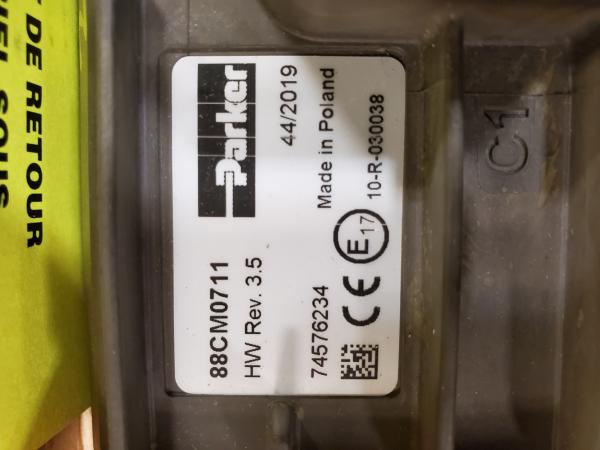 Parker
88CM0711
44/2019
HW Rev. 3.5
Made in Poland
74576234
CE
E17
10-R-030038
C1
DE RETOUR
SOUS